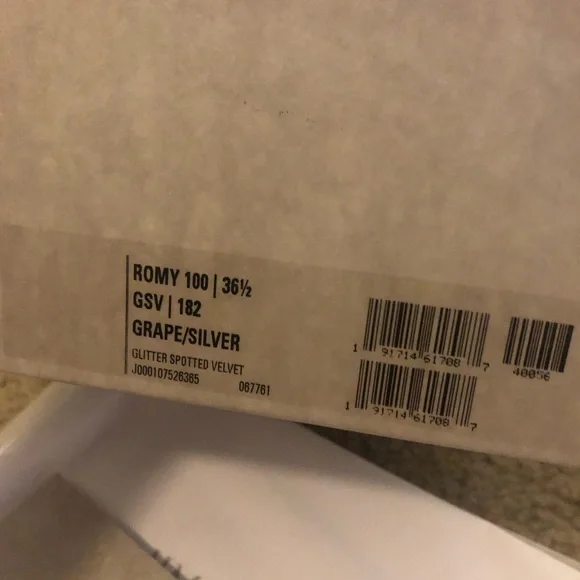 ROMY 100 | 36½
GSV | 182
GRAPE/SILVER
GLITTER SPOTTED VELVET
J000107526365 067761
1 91714 61708 7
40056
1 91714 61708 7